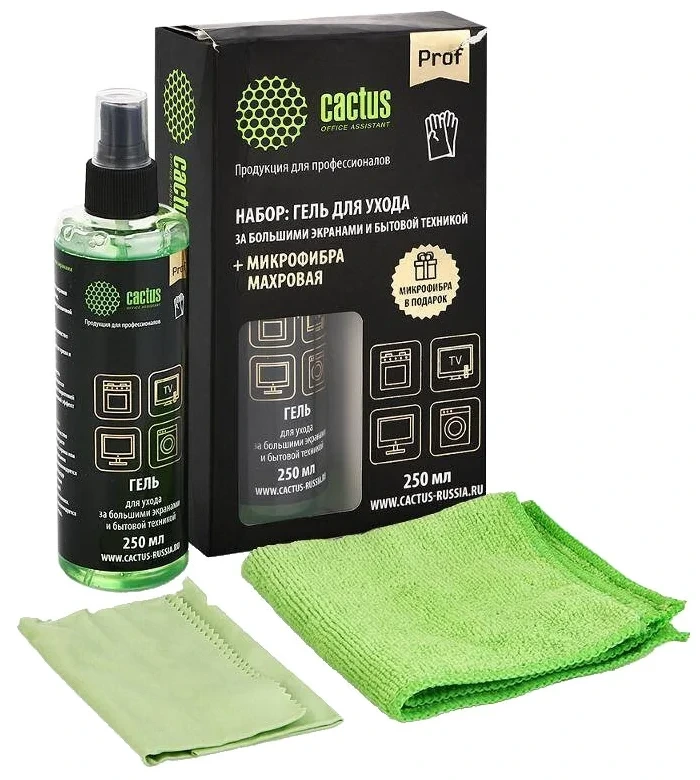 Prof
cactus
OFFICE ASSISTANT
Продукция для профессионалов
НАБОР: ГЕЛЬ ДЛЯ УХОДА
ЗА БОЛЬШИМИ ЭКРАНАМИ И БЫТОВОЙ ТЕХНИКОЙ
+ МИКРОФИБРА
МАХРОВАЯ
МИКРОФИБРА
В ПОДАРОК
TV
250 мл
WWW.CACTUS-RUSSIA.RU
ГЕЛЬ
для ухода
за большими экранами
и бытовой техникой
250 мл
WWW.CACTUS-RUSSIA.RU
cactus
Prof
cactus
OFFICE ASSISTANT
Продукция для профессионалов
TV
ГЕЛЬ
для ухода
за большими экранами
и бытовой техникой
250 мл
WWW.CACTUS-RUSSIA.RU